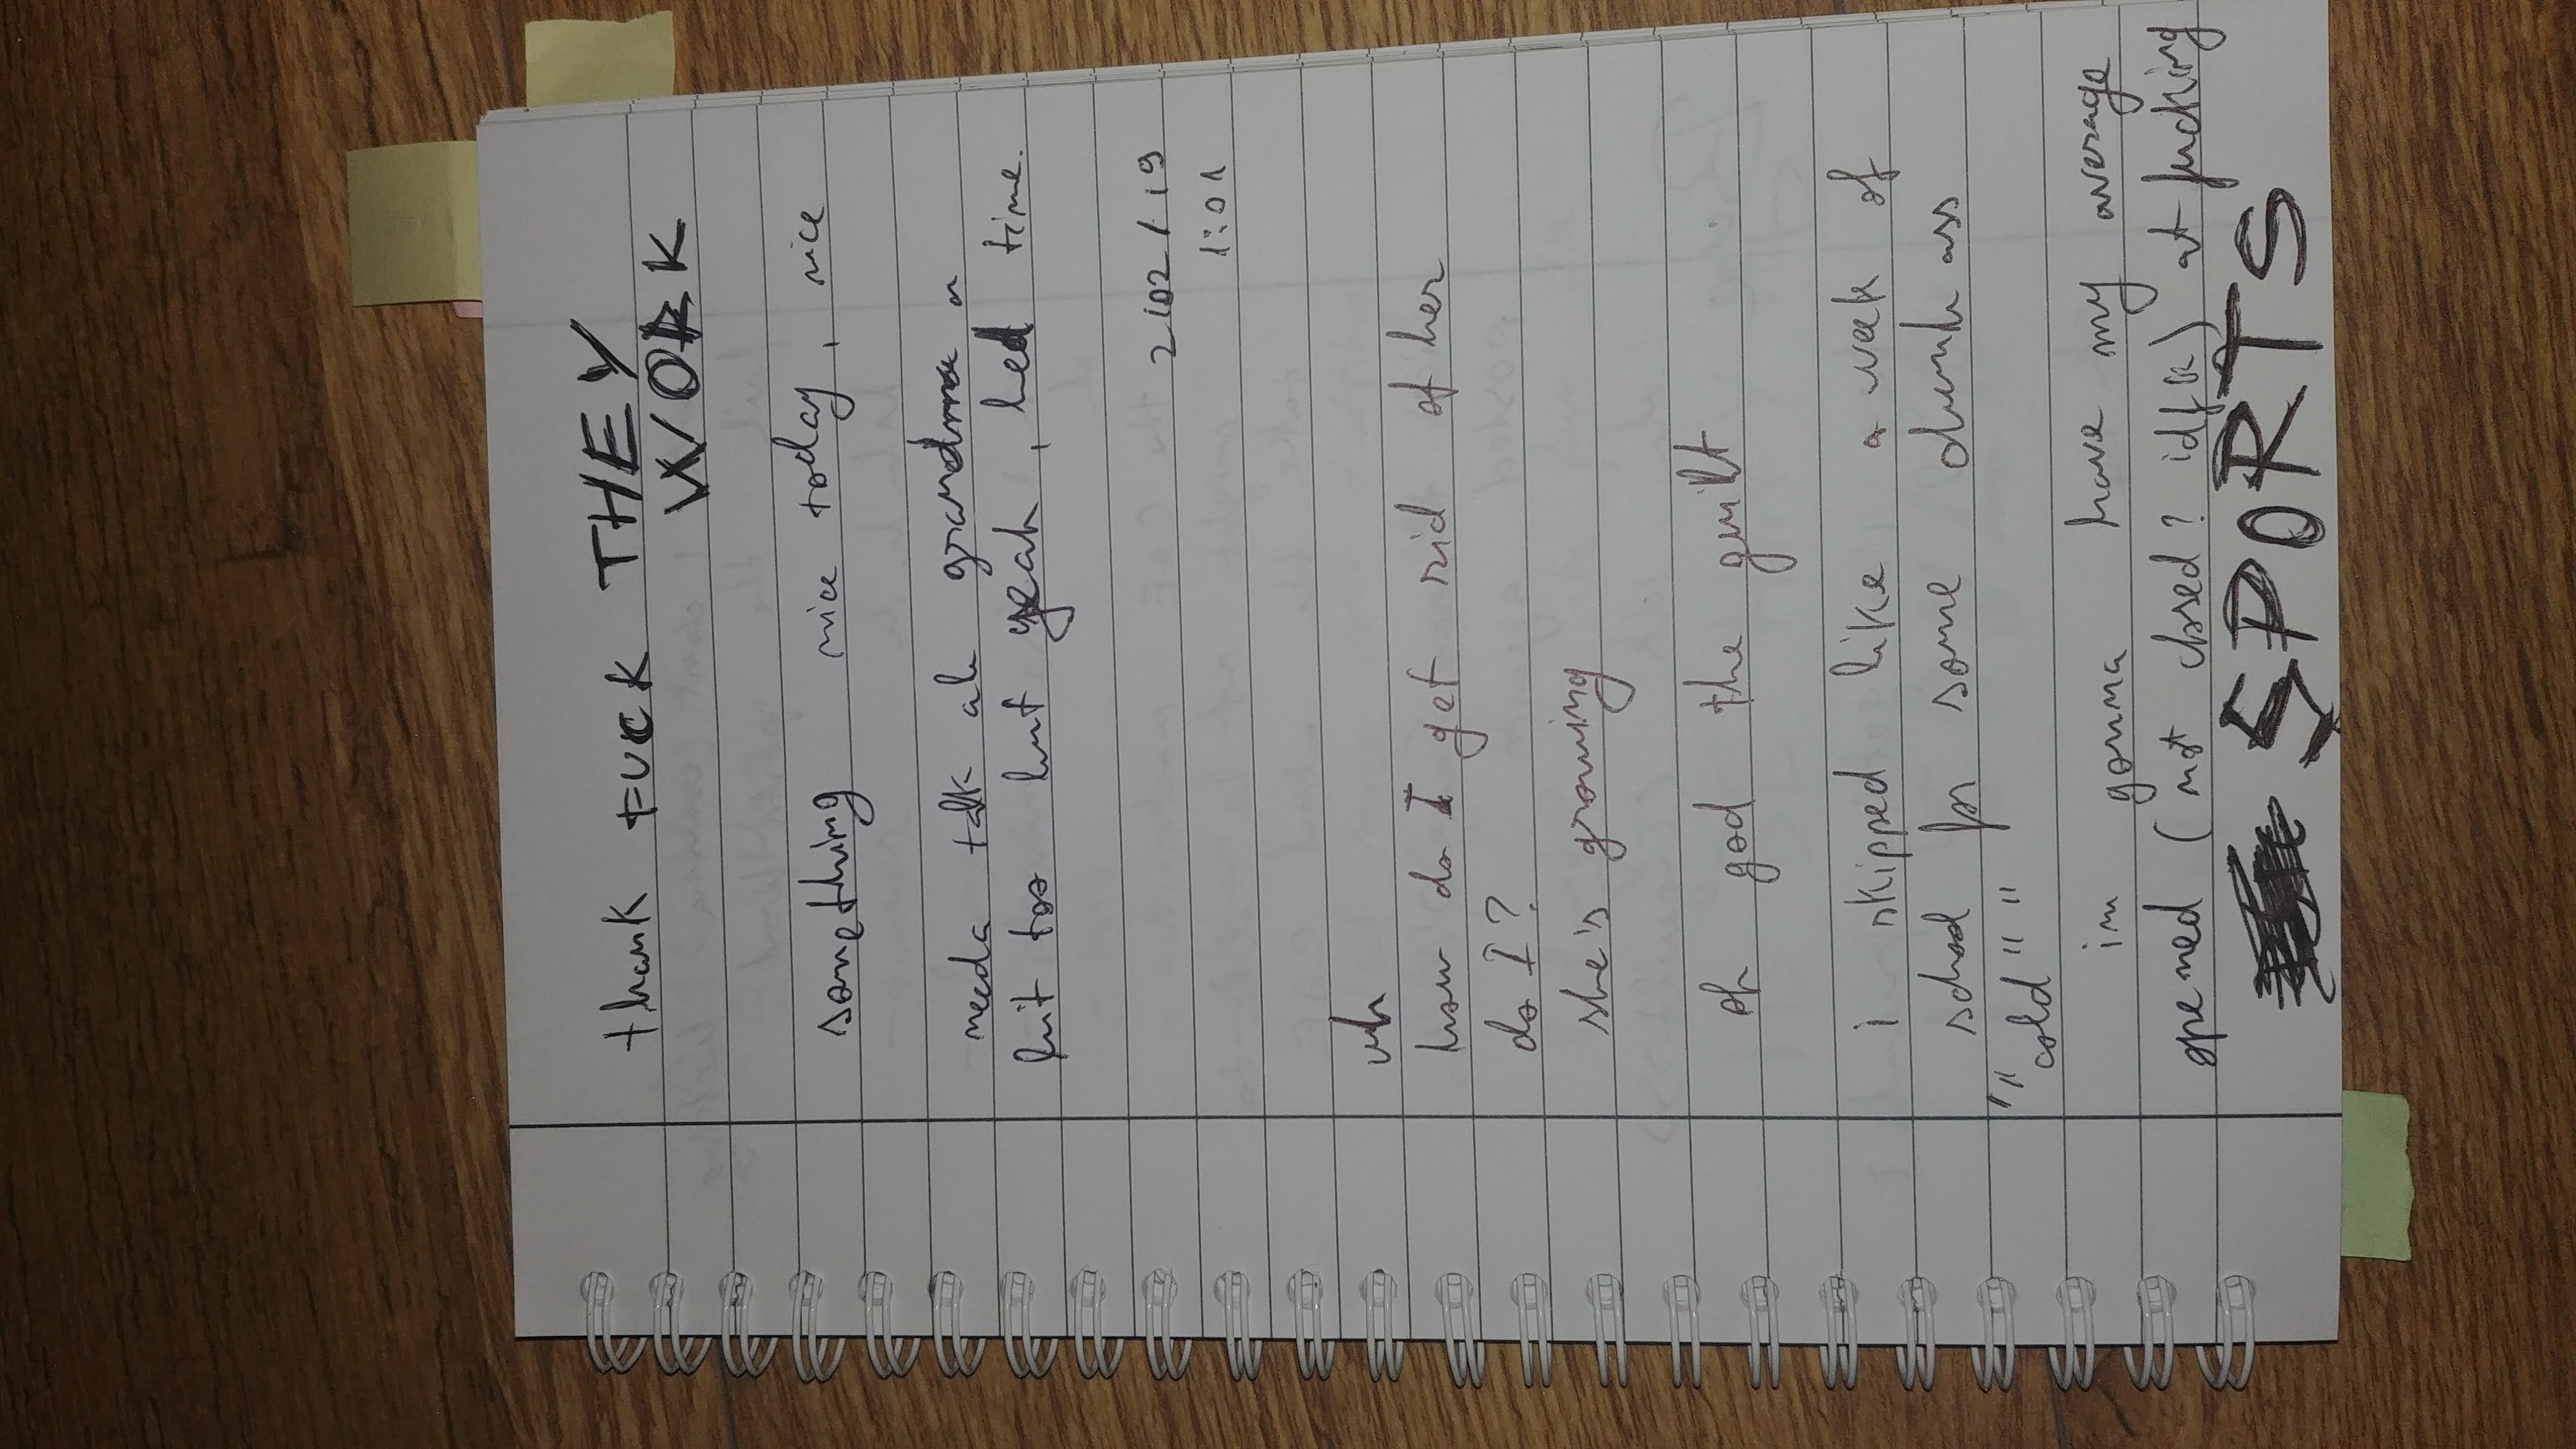 thank FUCK THEY
WORK
something nice today, nice
needa talk ab grandma a
bit too but yeah, bed time.
2/02/19
1:01
uh
how do I get rid of her
do I?
she's growing
oh god the guilt
i skipped like a week of
school for some ass
""cold""
im gonna have my average
opened (not closed? idfk) at fucking
SPORTS